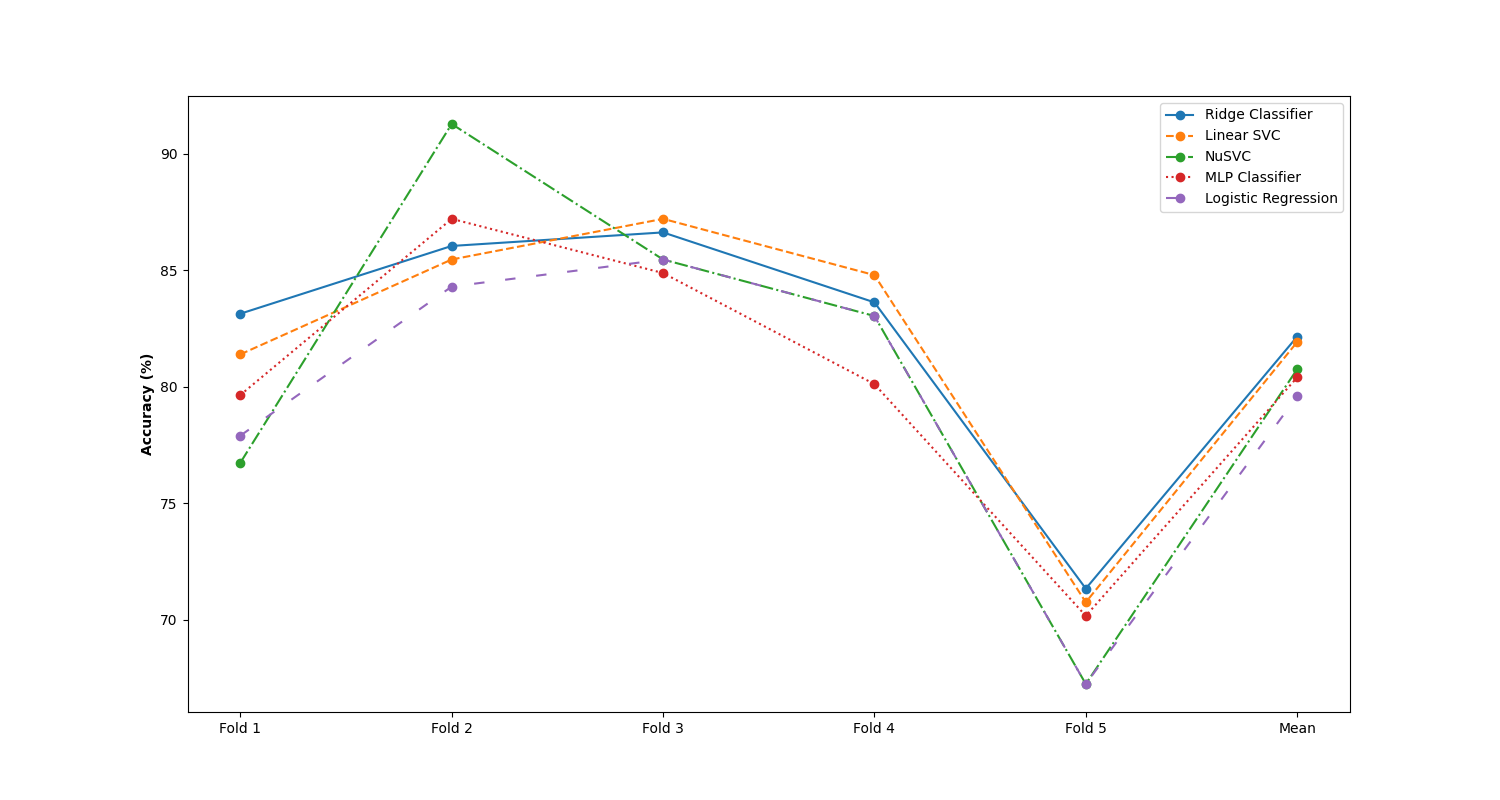 Ridge Classifier
Linear SVC
NuSVC
MLP Classifier
Logistic Regression
90
85
80
75
70
Accuracy (%)
Fold 1 Fold 2 Fold 3 Fold 4 Fold 5 Mean